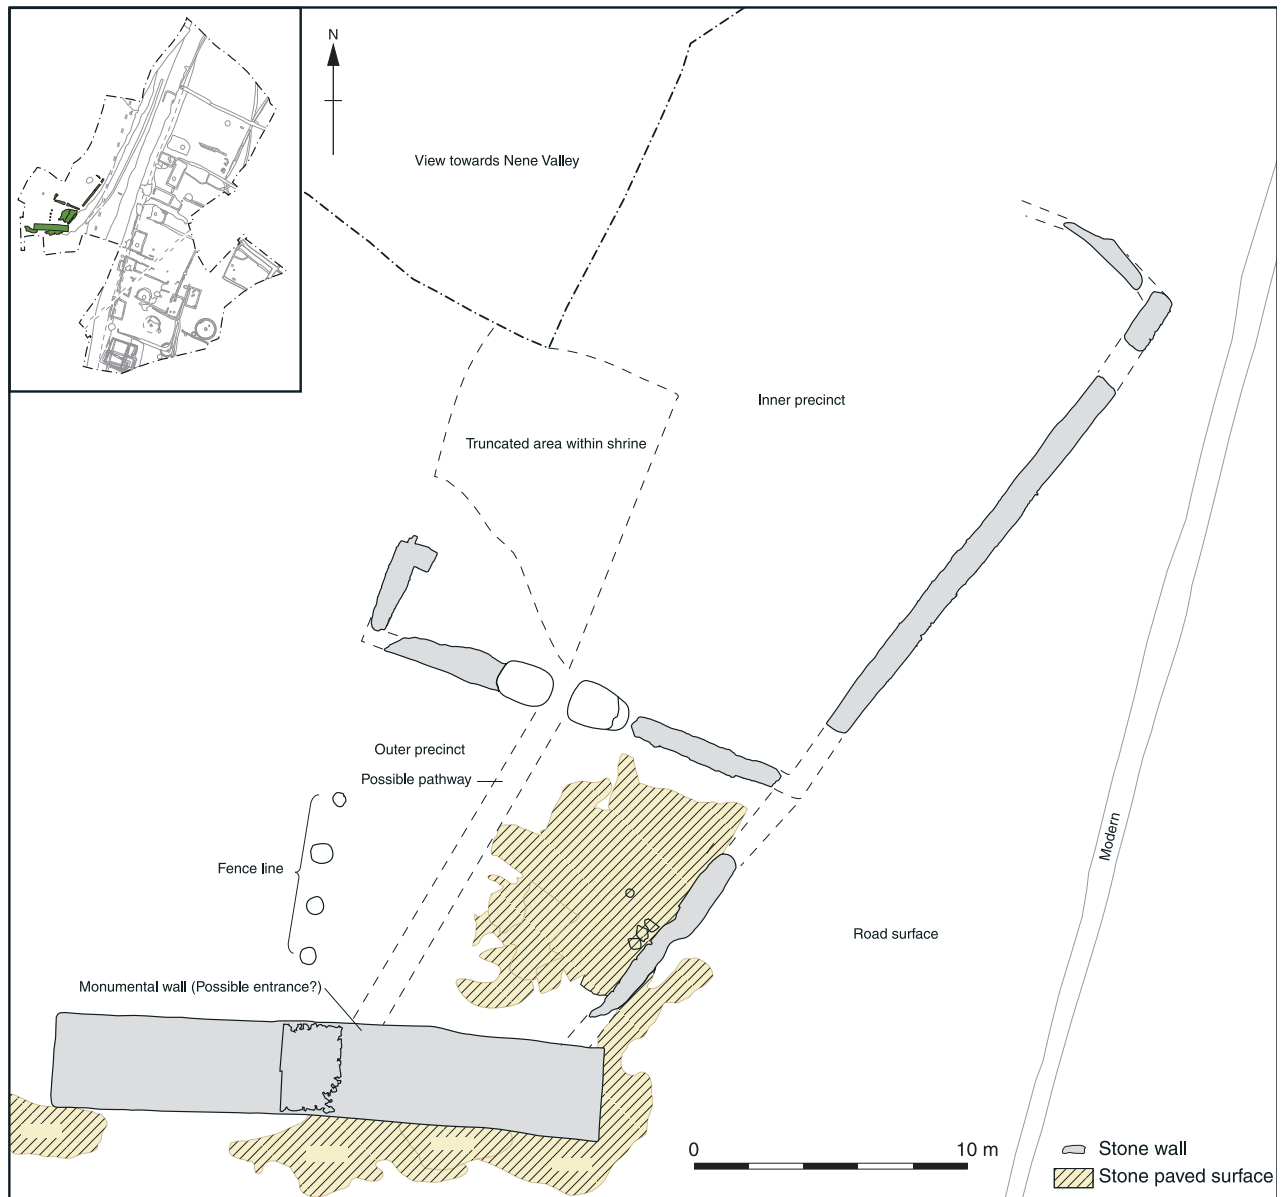 N
View towards Nene Valley
Inner precinct
Truncated area within shrine
Outer precinct
Possible pathway
Modern
Fence line
Road surface
Monumental wall (Possible entrance?)
0
10 m
Stone wall
Stone paved surface